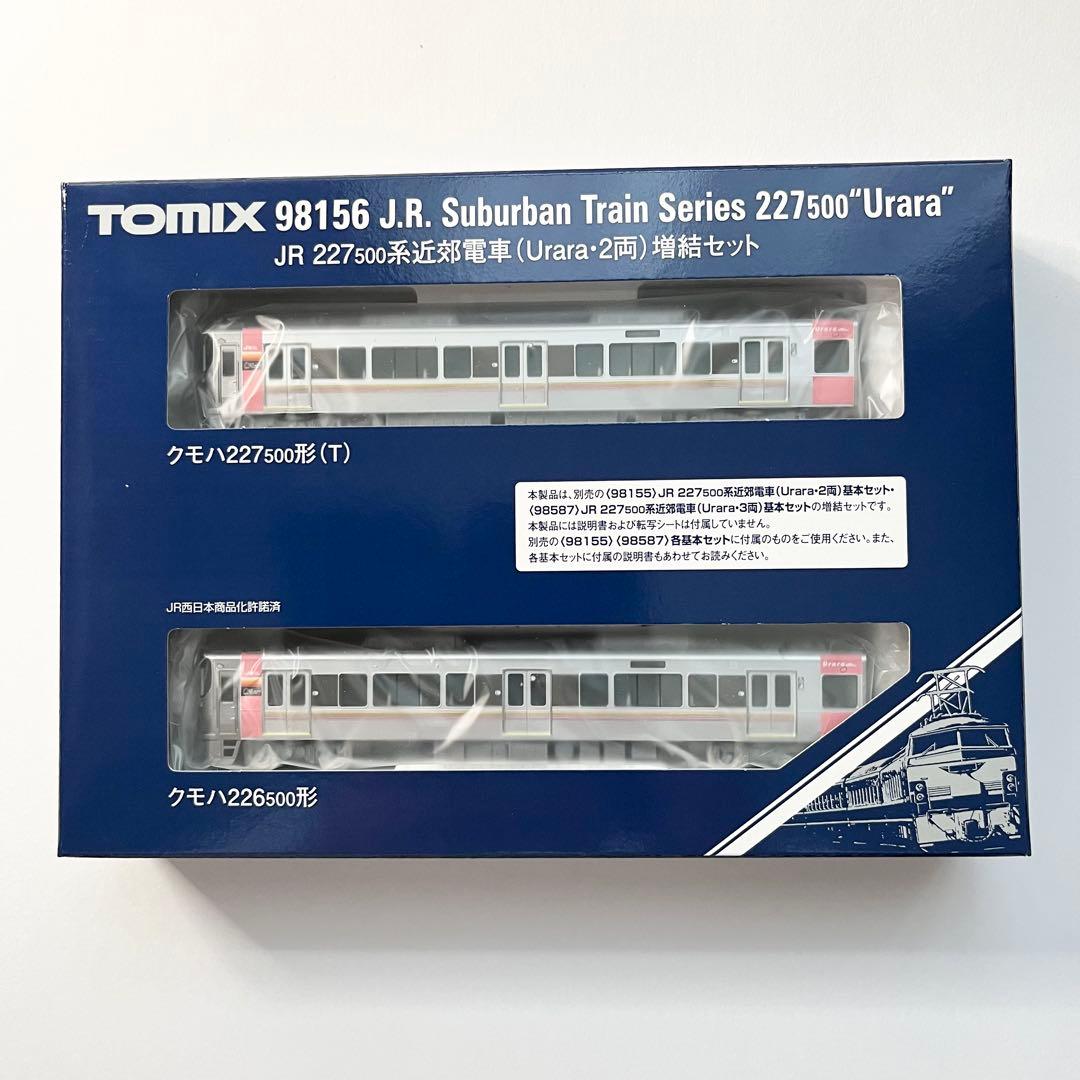 TOMIX 98156 J.R. Suburban Train Series 227500 "Urara"
JR 227500系近郊電車(Urara・2両)増結セット
Urara
クモハ227500形(T)
本製品は、別売の〈98155〉JR 227500系近郊電車(Urara・2両)基本セット・
〈98587〉JR 227500系近郊電車(Urara・3両)基本セットの増結セットです。
本製品には説明書および転写シートは付属していません。
別売の〈98155〉〈98587〉各基本セットに付属のものをご使用ください。また、
各基本セットに付属の説明書もあわせてお読みください。
JR西日本商品化許諾済
Urara
クモハ226500形